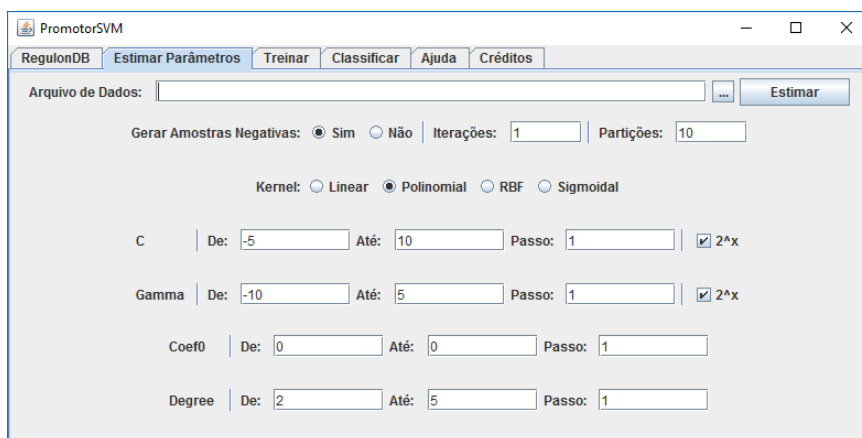 PromotorSVM
RegulonDB Estimar Parâmetros Treinar Classificar Ajuda Créditos
Arquivo de Dados: ... Estimar
Gerar Amostras Negativas: Sim Não Iterações: 1 Partições: 10
Kernel: Linear Polinomial RBF Sigmoidal
C De: -5 Até: 10 Passo: 1 2^x
Gamma De: -10 Até: 5 Passo: 1 2^x
Coef0 De: 0 Até: 0 Passo: 1
Degree De: 2 Até: 5 Passo: 1